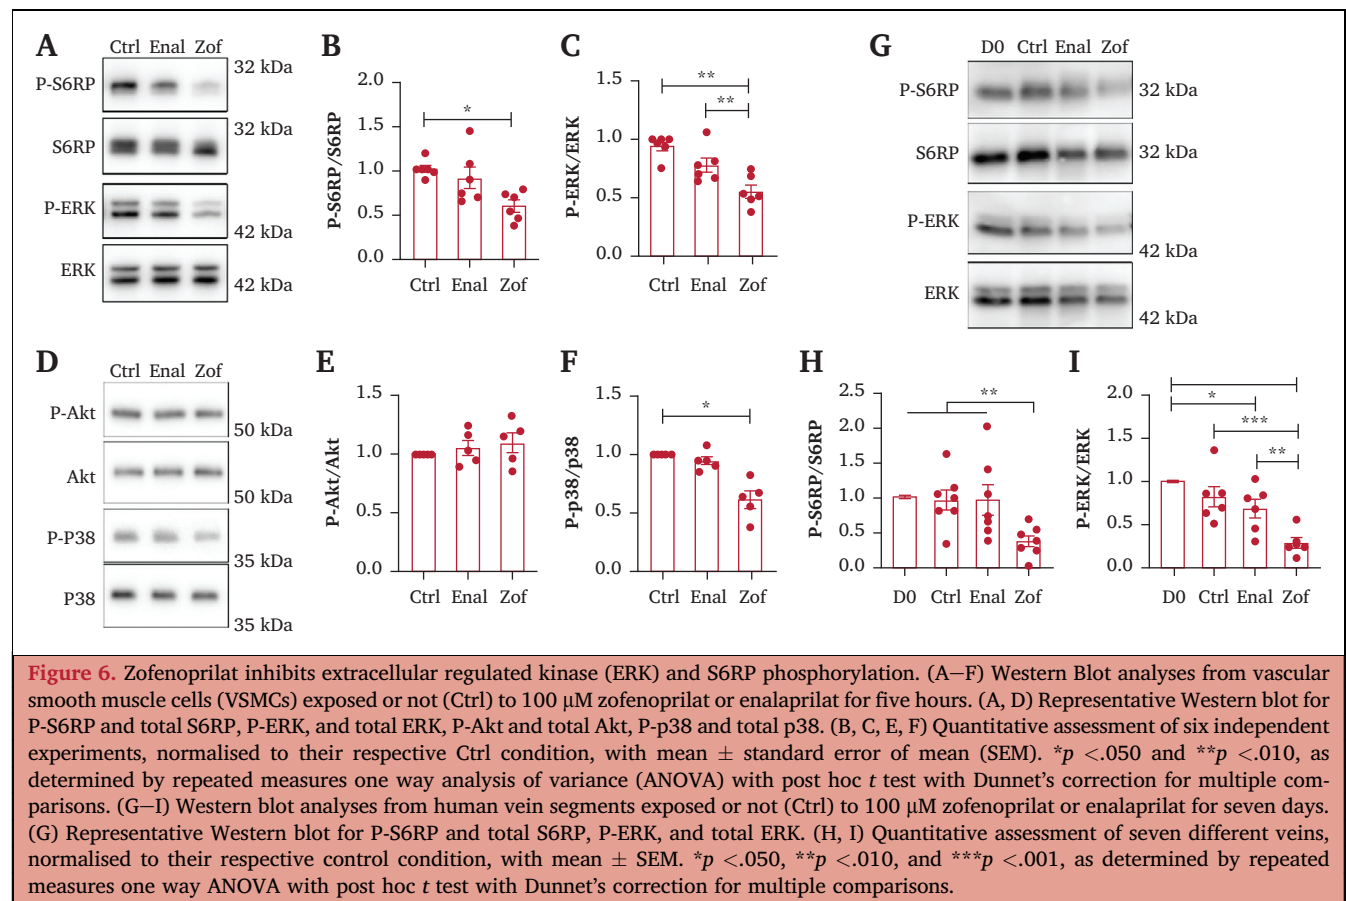 A
Ctrl Enal Zof
P-S6RP
32 kDa
S6RP
32 kDa
P-ERK
42 kDa
ERK
42 kDa
B
P-S6RP/S6RP
2.0
1.5
1.0
0.5
0.0
*
Ctrl Enal Zof
C
P-ERK/ERK
1.5
1.0
0.5
0.0
**
**
Ctrl Enal Zof
G
D0 Ctrl Enal Zof
P-S6RP
32 kDa
S6RP
32 kDa
P-ERK
42 kDa
ERK
42 kDa
D
Ctrl Enal Zof
P-Akt
50 kDa
Akt
50 kDa
P-P38
35 kDa
P38
35 kDa
E
P-Akt/Akt
1.5
1.0
0.5
0.0
Ctrl Enal Zof
F
P-p38/p38
1.5
1.0
0.5
0.0
*
Ctrl Enal Zof
H
P-S6RP/S6RP
2.5
2.0
1.5
1.0
0.5
0.0
**
D0 Ctrl Enal Zof
I
P-ERK/ERK
2.0
1.5
1.0
0.5
0.0
*
***
**
D0 Ctrl Enal Zof
Figure 6. Zofenoprilat inhibits extracellular regulated kinase (ERK) and S6RP phosphorylation. (A–F) Western Blot analyses from vascular
smooth muscle cells (VSMCs) exposed or not (Ctrl) to 100 μM zofenoprilat or enalaprilat for five hours. (A, D) Representative Western blot for
P-S6RP and total S6RP, P-ERK, and total ERK, P-Akt and total Akt, P-p38 and total p38. (B, C, E, F) Quantitative assessment of six independent
experiments, normalised to their respective Ctrl condition, with mean ± standard error of mean (SEM). *p <.050 and **p <.010, as
determined by repeated measures one way analysis of variance (ANOVA) with post hoc t test with Dunnet's correction for multiple com-
parisons. (G–I) Western blot analyses from human vein segments exposed or not (Ctrl) to 100 μM zofenoprilat or enalaprilat for seven days.
(G) Representative Western blot for P-S6RP and total S6RP, P-ERK, and total ERK. (H, I) Quantitative assessment of seven different veins,
normalised to their respective control condition, with mean ± SEM. *p <.050, **p <.010, and ***p <.001, as determined by repeated
measures one way ANOVA with post hoc t test with Dunnet's correction for multiple comparisons.